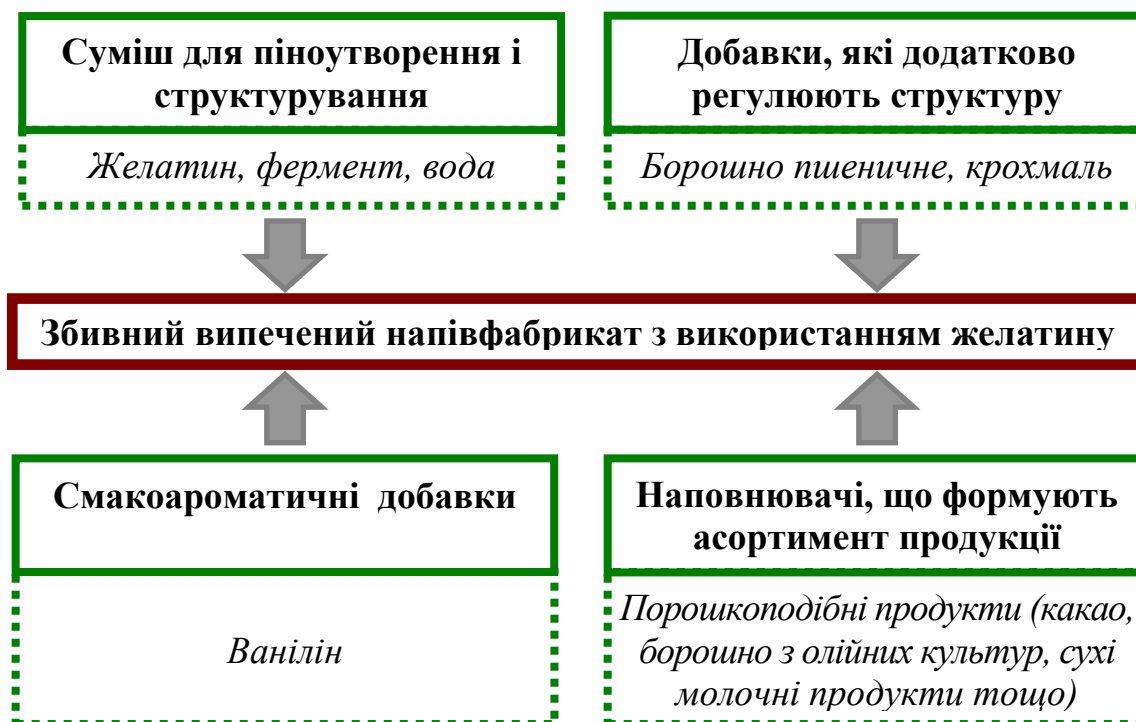 Суміш для піноутворення і
структурування
Желатин, фермент, вода
Добавки, які додатково
регулюють структуру
Борошно пшеничне, крохмаль
Збивний випечений напівфабрикат з використанням желатину
Смакоароматичні добавки
Ванілін
Наповнювачі, що формують
асортимент продукції
Порошкоподібні продукти (какао,
борошно з олійних культур, сухі
молочні продукти тощо)